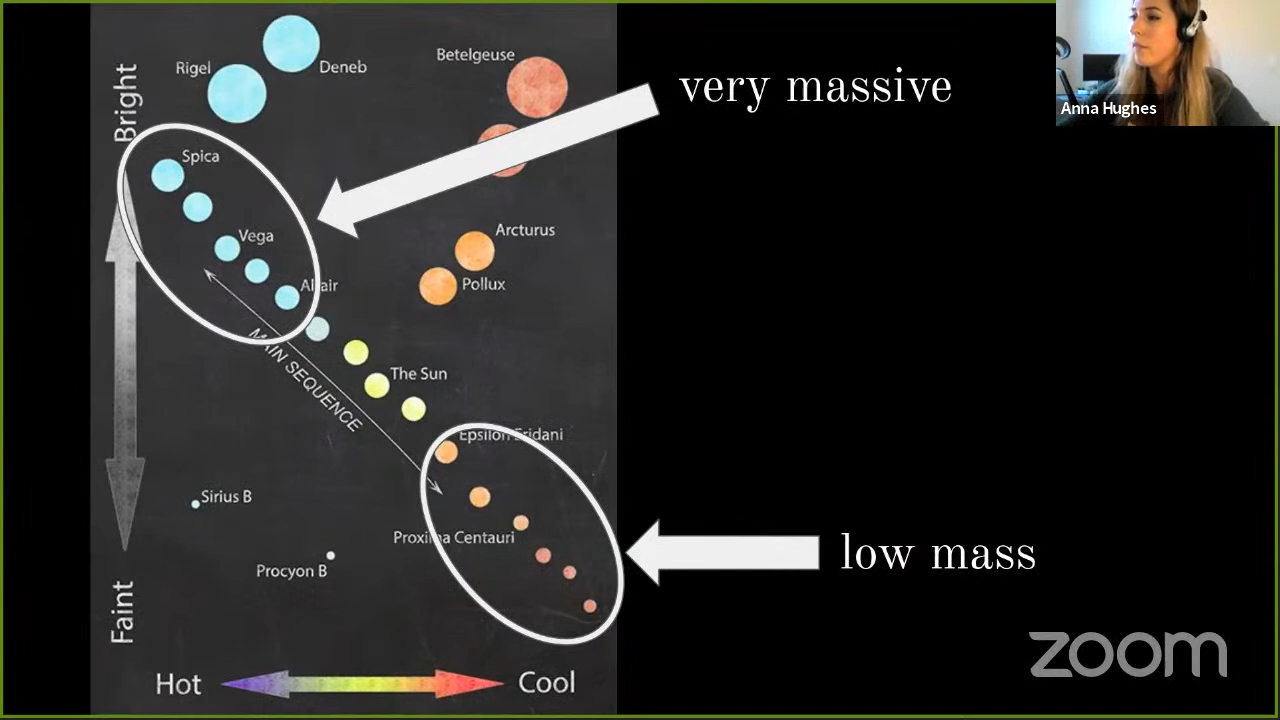 Bright
Rigel
Deneb
Betelgeuse
very massive
Anna Hughes
Spica
Vega
Altair
Arcturus
Pollux
MAIN SEQUENCE
The Sun
Epsilon Eridani
Sirius B
Proxima Centauri
Procyon B
low mass
Faint
Hot
Cool
zoom